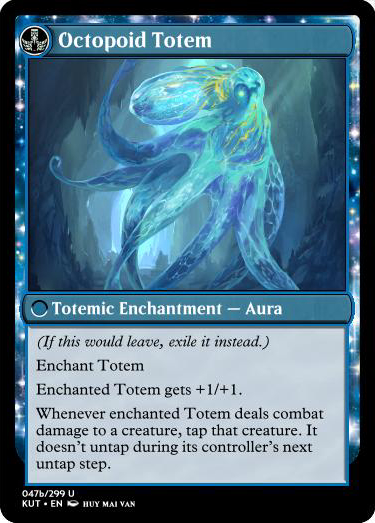 Octopoid Totem
Totemic Enchantment — Aura
(If this would leave, exile it instead.)
Enchant Totem
Enchanted Totem gets +1/+1.
Whenever enchanted Totem deals combat
damage to a creature, tap that creature. It
doesn't untap during its controller's next
untap step.
047b/299 U
KUT • EN HUY MAI VAN